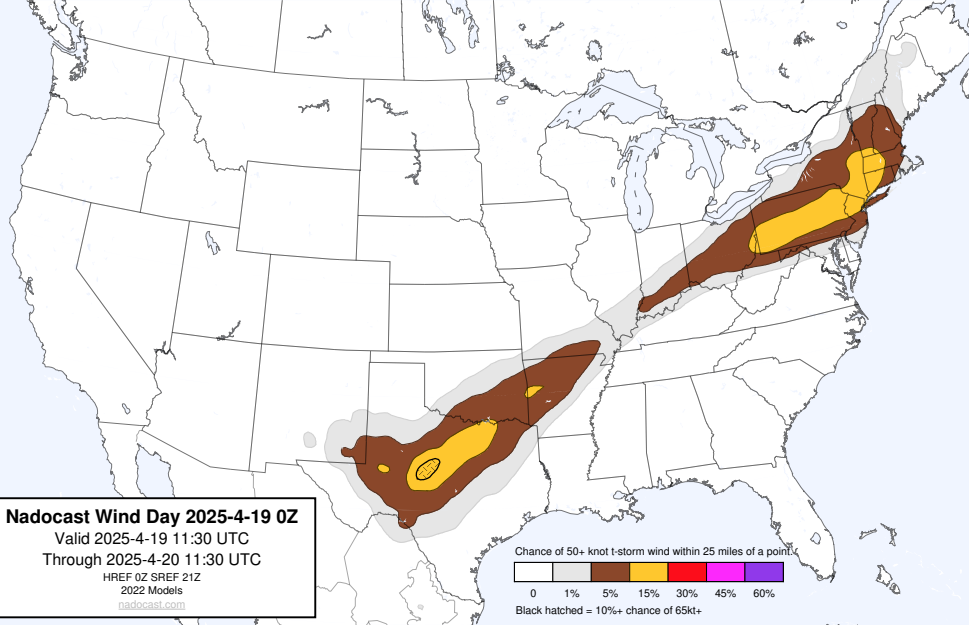 Nadocast Wind Day 2025-4-19 0Z
Valid 2025-4-19 11:30 UTC
Through 2025-4-20 11:30 UTC
HREF 0Z SREF 21Z
2022 Models
nadocast.com
Chance of 50+ knot t-storm wind within 25 miles of a point.
0 1% 5% 15% 30% 45% 60%
Black hatched = 10%+ chance of 65kt+